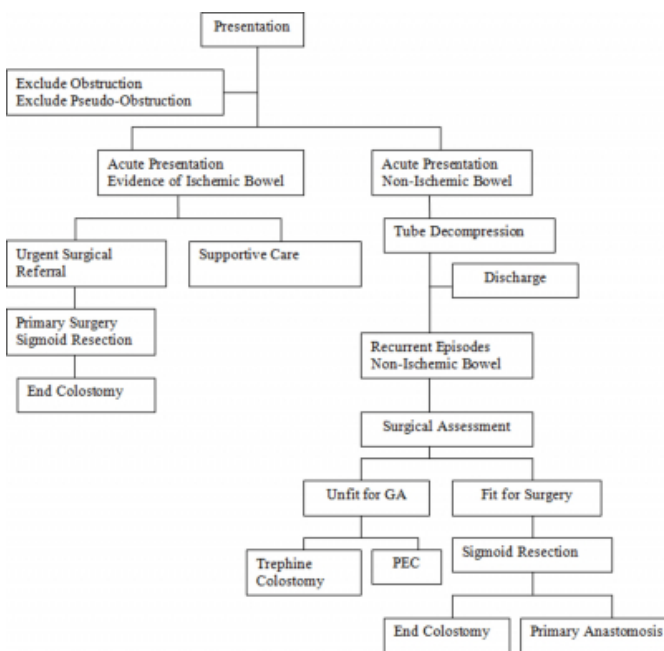 Presentation
Exclude Obstruction
Exclude Pseudo-Obstruction
Acute Presentation
Evidence of Ischemic Bowel
Acute Presentation
Non-Ischemic Bowel
Urgent Surgical
Referral
Supportive Care
Tube Decompression
Discharge
Primary Surgery
Sigmoid Resection
Recurrent Episodes
Non-Ischemic Bowel
End Colostomy
Surgical Assessment
Unfit for GA
Fit for Surgery
Trephine
Colostomy
PEC
Sigmoid Resection
End Colostomy
Primary Anastomosis